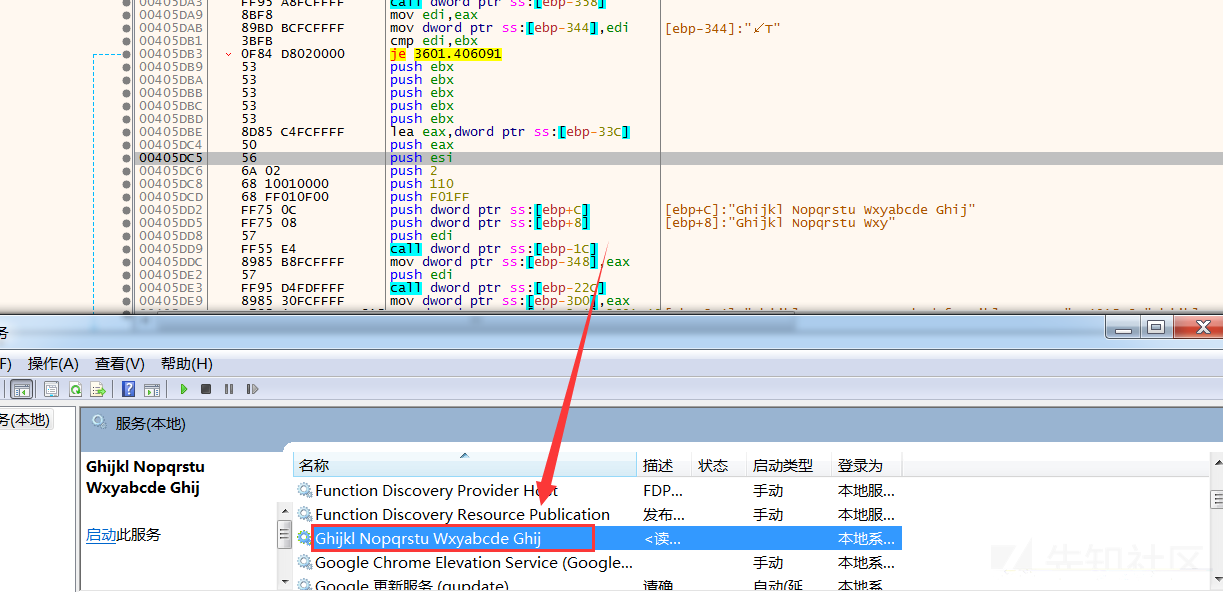 00405DA3 FF95 A8FCFFFF call dword ptr ss:[ebp-358]
00405DA9 8BF8 mov edi,eax
00405DAB 89BD BCFCFFFF mov dword ptr ss:[ebp-344],edi
00405DB1 3BFB cmp edi,ebx
00405DB3 0F84 D8020000 je 3601.406091
00405DB9 53 push ebx
00405DBA 53 push ebx
00405DBB 53 push ebx
00405DBC 53 push ebx
00405DBD 53 push ebx
00405DBE 8D85 C4FCFFFF lea eax,dword ptr ss:[ebp-33C]
00405DC4 50 push eax
00405DC5 56 push esi
00405DC6 6A 02 push 2
00405DC8 68 10010000 push 110
00405DCD 68 FF010F00 push F01FF
00405DD2 FF75 0C push dword ptr ss:[ebp+C] [ebp+C]:"Ghijkl Nopqrstu Wxyabcde Ghij"
00405DD5 FF75 08 push dword ptr ss:[ebp+8] [ebp+8]:"Ghijkl Nopqrstu Wxy"
00405DD8 57 push edi
00405DD9 FF55 E4 call dword ptr ss:[ebp-1C]
00405DDC 8985 B8FCFFFF mov dword ptr ss:[ebp-348],eax
00405DE2 57 push edi
00405DE3 FF95 D4FDFFFF call dword ptr ss:[ebp-22C]
00405DE9 8985 30FCFFFF mov dword ptr ss:[ebp-3D0],eax
务
F) 操作(A) 查看(V) 帮助(H)
务(本地) 服务(本地)
Ghijkl Nopqrstu
Wxyabcde Ghij
启动此服务
名称 描述 状态 启动类型 登录为
Function Discovery Provider Host FDP... 手动 本地服...
Function Discovery Resource Publication 发布... 手动 本地服...
Ghijkl Nopqrstu Wxyabcde Ghij <读... 本地系...
Google Chrome Elevation Service (Google... 手动 本地系...
Google 更新服务 (gupdate) 请确... 自动(延... 本地系...
先知社区